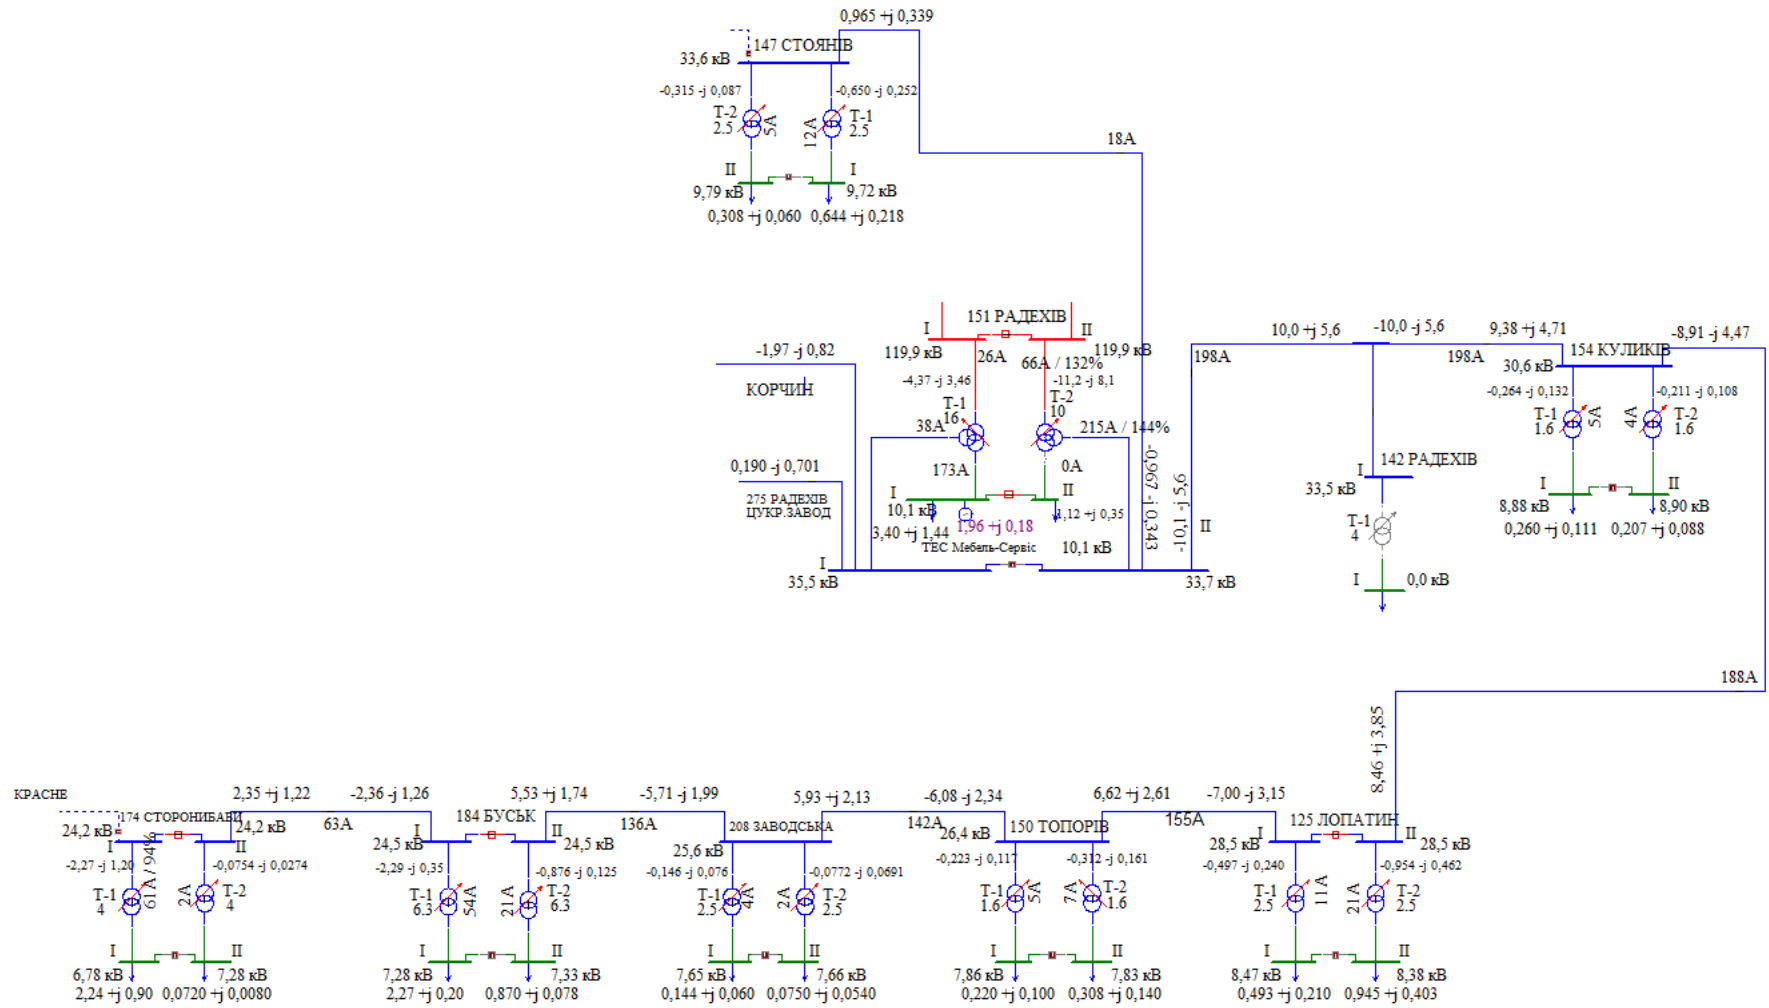 0,965 +j 0,339
147 СТОЯНІВ
33,6 кВ
-0,315 -j 0,087
-0,650 -j 0,252
Т-2
2.5
5А
12А
Т-1
2.5
18А
II
I
9,79 кВ
9,72 кВ
0,308 +j 0,060
0,644 +j 0,218
151 РАДЕХІВ
I
II
119,9 кВ
26А
119,9 кВ
66А / 132%
-4,37 -j 3,46
-11,2 -j 8,1
Т-1
16
Т-2
10
38А
215А / 144%
173А
0А
I
II
10,1 кВ
3,40 +j 1,44
1,96 +j 0,18
1,12 +j 0,35
ТЕС Мебель-Сервіс
10,1 кВ
-1,97 -j 0,82
КОРЧИН
0,190 -j 0,701
275 РАДЕХІВ
ЦУКР.ЗАВОД
I
35,5 кВ
-0,967 -j 0,343
-10,1 -j 5,6
II
33,7 кВ
198А
10,0 +j 5,6
-10,0 -j 5,6
9,38 +j 4,71
-8,91 -j 4,47
198А
154 КУЛИКІВ
30,6 кВ
-0,264 -j 0,132
-0,211 -j 0,108
Т-1
1.6
5А
4А
Т-2
1.6
I
II
8,88 кВ
8,90 кВ
0,260 +j 0,111
0,207 +j 0,088
142 РАДЕХІВ
I
33,5 кВ
Т-1
4
I
0,0 кВ
188А
8,46 +j 3,85
КРАСНЕ
2,35 +j 1,22
-2,36 -j 1,26
5,53 +j 1,74
-5,71 -j 1,99
5,93 +j 2,13
-6,08 -j 2,34
6,62 +j 2,61
-7,00 -j 3,15
63А
136А
142А
155А
174 СТОРОНИБАБИ
24,2 кВ
24,2 кВ
I
II
-2,27 -j 1,20
-0,0754 -j 0,0274
Т-1
4
61А / 94%
2А
Т-2
4
I
II
6,78 кВ
7,28 кВ
2,24 +j 0,90
0,0720 +j 0,0080
184 БУСЬК
I
II
24,5 кВ
24,5 кВ
-2,29 -j 0,35
-0,876 -j 0,125
Т-1
6.3
54А
21А
Т-2
6.3
I
II
7,28 кВ
7,33 кВ
2,27 +j 0,20
0,870 +j 0,078
208 ЗАВОДСЬКА
25,6 кВ
-0,146 -j 0,076
-0,0772 -j 0,0691
Т-1
2.5
4А
2А
Т-2
2.5
I
II
7,65 кВ
7,66 кВ
0,144 +j 0,060
0,0750 +j 0,0540
150 ТОПОРІВ
26,4 кВ
-0,223 -j 0,117
-0,312 -j 0,161
Т-1
1.6
5А
7А
Т-2
1.6
I
II
7,86 кВ
7,83 кВ
0,220 +j 0,100
0,308 +j 0,140
125 ЛОПАТИН
I
II
28,5 кВ
28,5 кВ
-0,497 -j 0,240
-0,954 -j 0,462
Т-1
2.5
11А
21А
Т-2
2.5
I
II
8,47 кВ
8,38 кВ
0,493 +j 0,210
0,945 +j 0,403